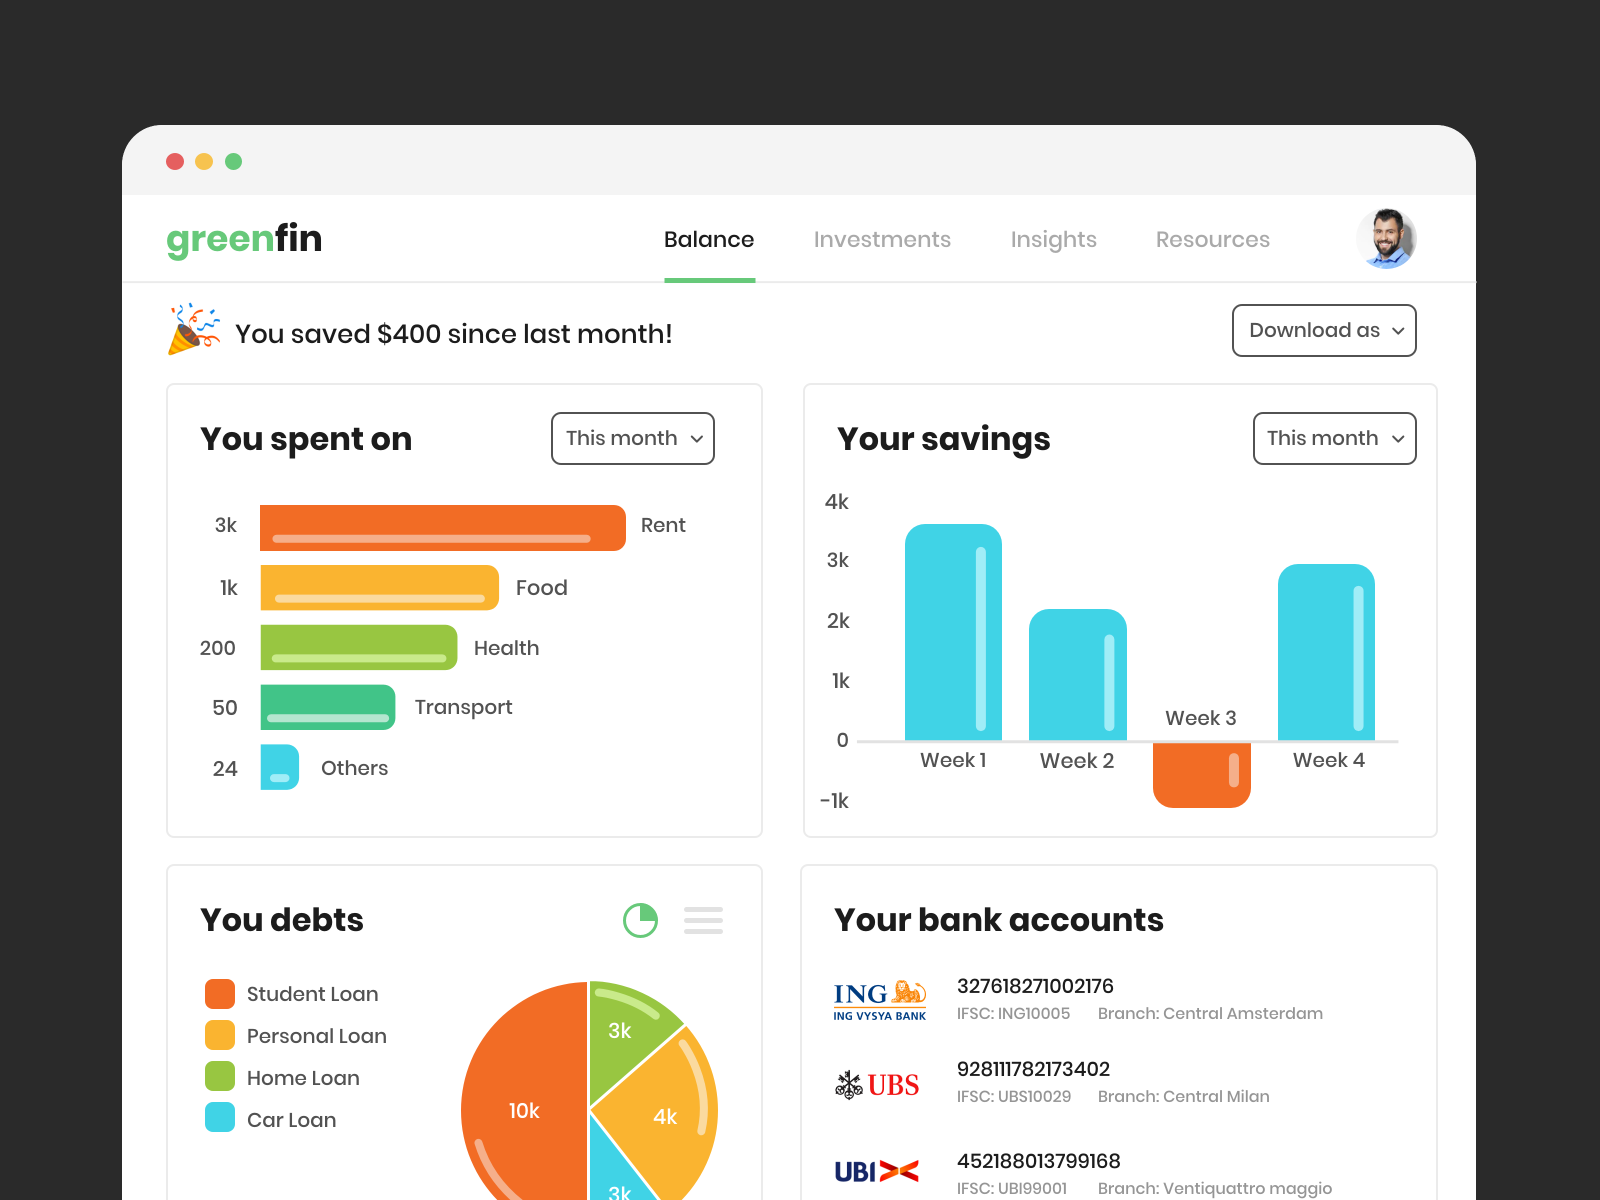 greenfin
Balance Investments Insights Resources
You saved $400 since last month!
Download as
You spent on
This month
3k Rent
1k Food
200 Health
50 Transport
24 Others
Your savings
This month
4k
3k
2k
1k
0
-1k
Week 1
Week 2
Week 3
Week 4
You debts
Student Loan
Personal Loan
Home Loan
Car Loan
3k
10k
4k
3k
Your bank accounts
ING
ING VYSYA BANK
327618271002176
IFSC: ING10005 Branch: Central Amsterdam
UBS
928111782173402
IFSC: UBS10029 Branch: Central Milan
UBI
452188013799168
IFSC: UBI99001 Branch: Ventiquattro maggio